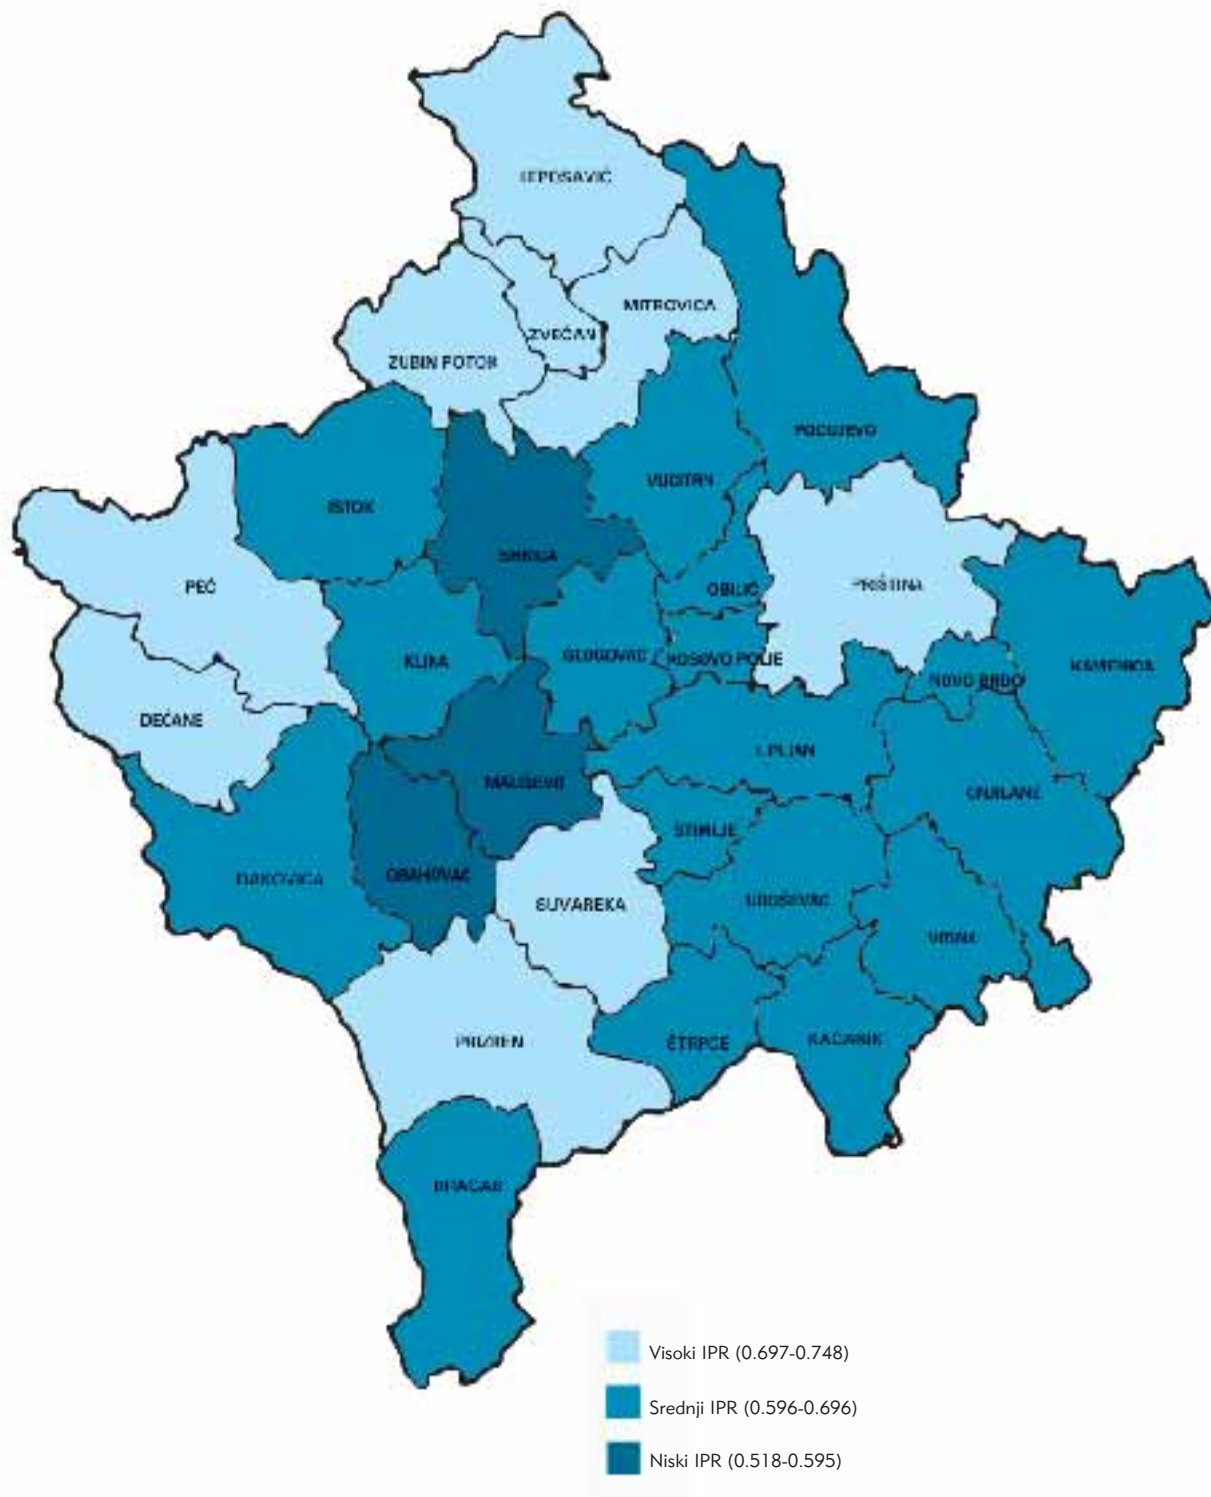 LEPOSAVIĆ
MITROVICA
ZVEČAN
ZUBIN POTOK
PODUJEVO
VUČITRN
ISTOK
SRBICA
PEĆ
OBILIĆ
PRIŠTINA
KLINA
GLOGOVAC
KOSOVO POLJE
KAMENICA
NOVO BRDO
DEČANE
LIPLJAN
MALIŠEVO
GNJILANE
ŠTIMLJE
ĐAKOVICA
ORAHOVAC
SUVAREKA
UROŠEVAC
VITINA
PRIZREN
ŠTRPCE
KAČANIK
DRAGAŠ
Visoki IPR (0.697-0.748)
Srednji IPR (0.596-0.696)
Niski IPR (0.518-0.595)